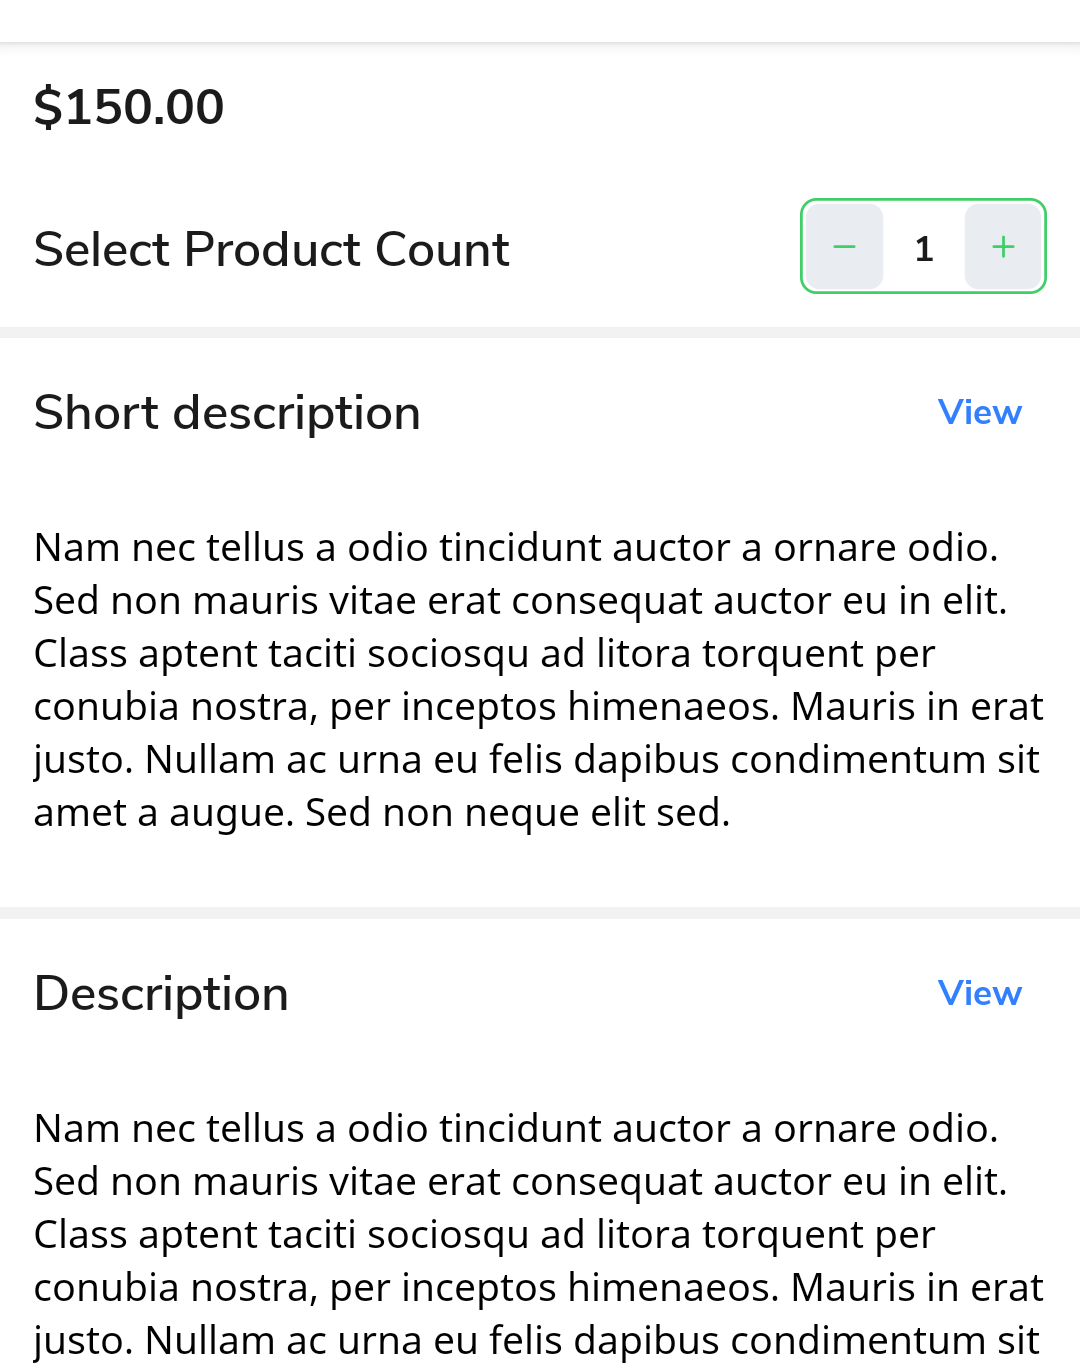 $150.00
Select Product Count
− 1 +
Short description View
Nam nec tellus a odio tincidunt auctor a ornare odio.
Sed non mauris vitae erat consequat auctor eu in elit.
Class aptent taciti sociosqu ad litora torquent per
conubia nostra, per inceptos himenaeos. Mauris in erat
justo. Nullam ac urna eu felis dapibus condimentum sit
amet a augue. Sed non neque elit sed.
Description View
Nam nec tellus a odio tincidunt auctor a ornare odio.
Sed non mauris vitae erat consequat auctor eu in elit.
Class aptent taciti sociosqu ad litora torquent per
conubia nostra, per inceptos himenaeos. Mauris in erat
justo. Nullam ac urna eu felis dapibus condimentum sit